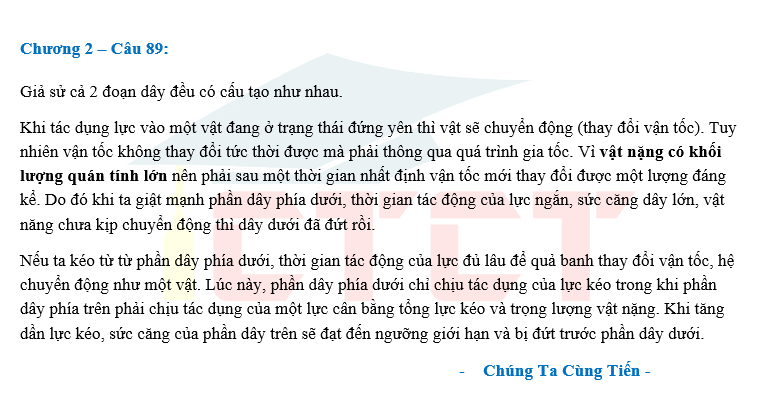 Chương 2 – Câu 89:
Giả sử cả 2 đoạn dây đều có cấu tạo như nhau.
Khi tác dụng lực vào một vật đang ở trạng thái đứng yên thì vật sẽ chuyển động (thay đổi vận tốc). Tuy
nhiên vận tốc không thay đổi tức thời được mà phải thông qua quá trình gia tốc. Vì vật nặng có khối
lượng quán tính lớn nên phải sau một thời gian nhất định vận tốc mới thay đổi được một lượng đáng
kể. Do đó khi ta giật mạnh phần dây phía dưới, thời gian tác động của lực ngắn, sức căng dây lớn, vật
năng chưa kịp chuyển động thì dây dưới đã đứt rồi.
Nếu ta kéo từ từ phần dây phía dưới, thời gian tác động của lực đủ lâu để quả banh thay đổi vận tốc, hệ
chuyển động như một vật. Lúc này, phần dây phía dưới chỉ chịu tác dụng của lực kéo trong khi phần
dây phía trên phải chịu tác dụng của một lực cân bằng tổng lực kéo và trọng lượng vật nặng. Khi tăng
dần lực kéo, sức căng của phần dây trên sẽ đạt đến ngưỡng giới hạn và bị đứt trước phần dây dưới.
- Chúng Ta Cùng Tiến -
CTCT